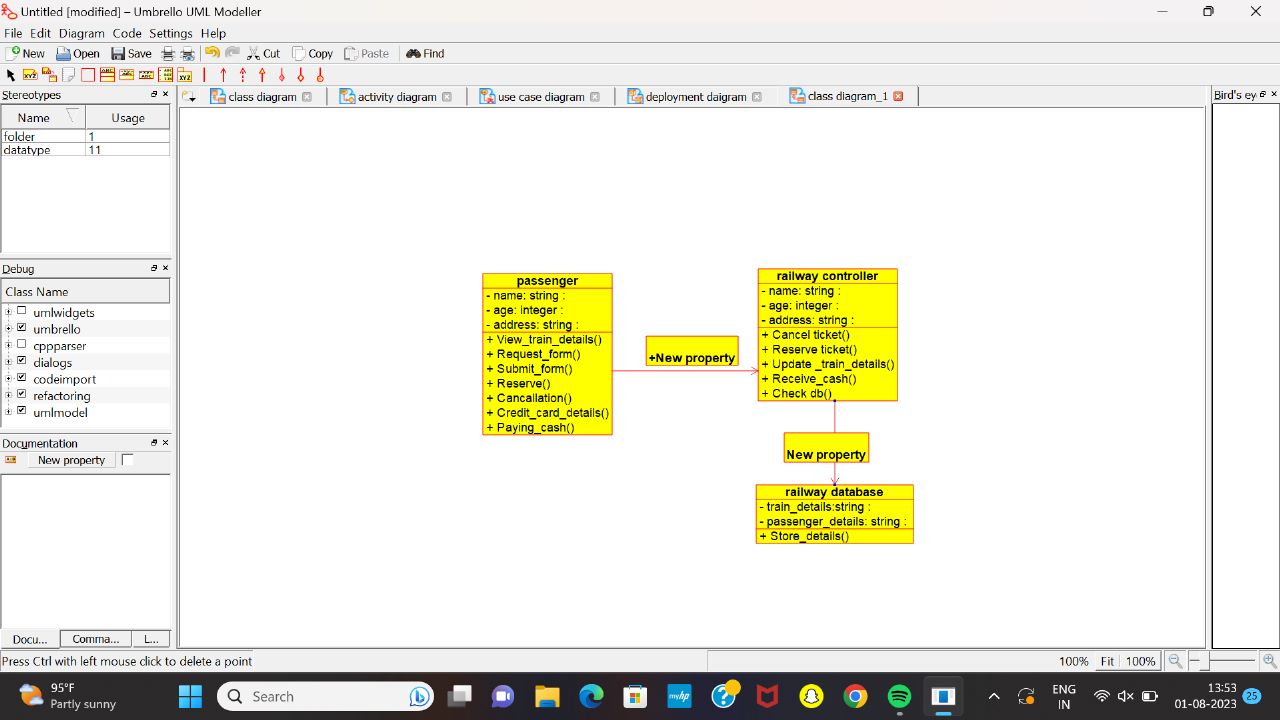 Untitled [modified] – Umbrello UML Modeller
File Edit Diagram Code Settings Help
New Open Save Cut Copy Paste Find
Stereotypes
Name Usage
folder 1
datatype 11
Debug
Class Name
umlwidgets
umbrello
cppparser
dialogs
codeimport
refactoring
umlmodel
Documentation
New property
Docu... Comma... L...
class diagram activity diagram use case diagram deployment daigram class diagram_1
Bird's ey
passenger
- name: string :
- age: integer :
- address: string :
+ View_train_details()
+ Request_form()
+ Submit_form()
+ Reserve()
+ Cancallation()
+ Credit_card_details()
+ Paying_cash()
+New property
railway controller
- name: string :
- age: integer :
- address: string :
+ Cancel ticket()
+ Reserve ticket()
+ Update _train_details()
+ Receive_cash()
+ Check db()
New property
railway database
- train_details:string :
- passenger_details: string :
+ Store_details()
Press Ctrl with left mouse click to delete a point
100% Fit 100%
95°F
Partly sunny
Search
myhp
ENG
IN
13:53
01-08-2023
25